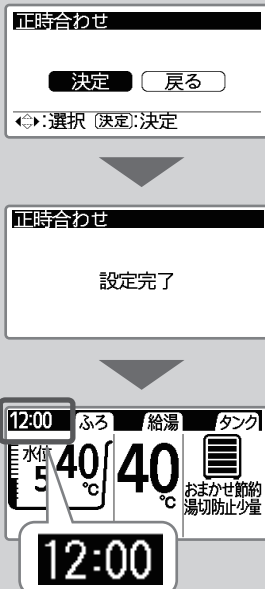 正時合わせ
決定 戻る
:選択 決定:決定
正時合わせ
設定完了
12:00 ふろ 給湯 タンク
水位
5 40℃ 40℃
おまかせ節約
湯切防止少量
12:00